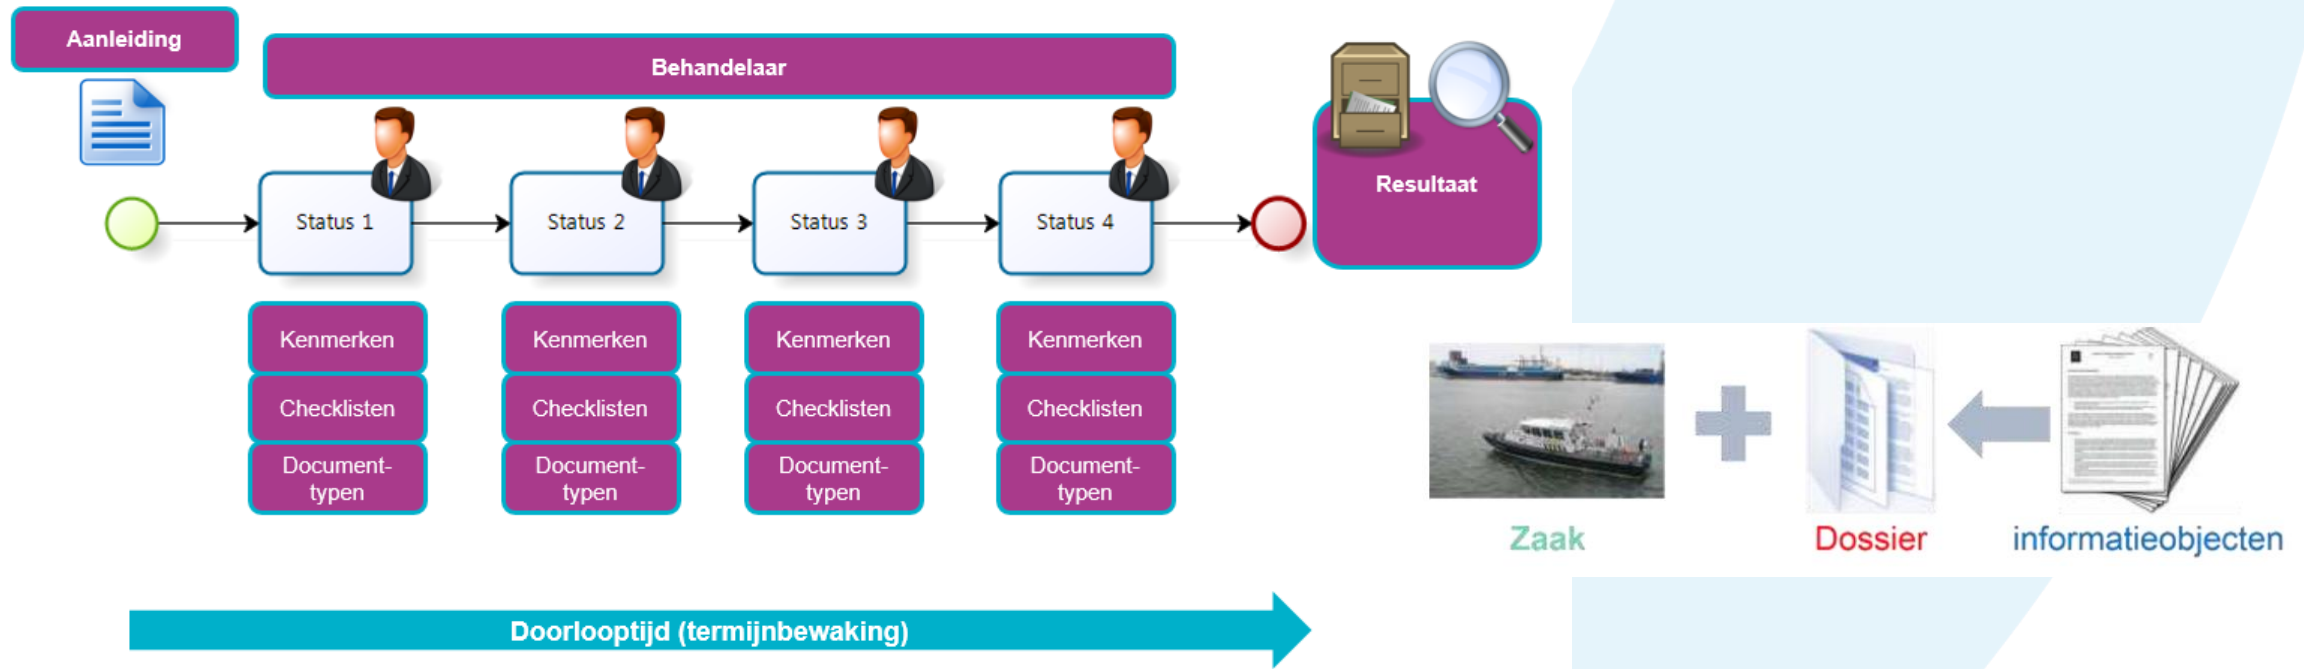 Aanleiding
Behandelaar
Status 1
Status 2
Status 3
Status 4
Resultaat
Kenmerken
Kenmerken
Kenmerken
Kenmerken
Checklisten
Checklisten
Checklisten
Checklisten
Document-
typen
Document-
typen
Document-
typen
Document-
typen
Zaak
Dossier
informatieobjecten
Doorlooptijd (termijnbewaking)